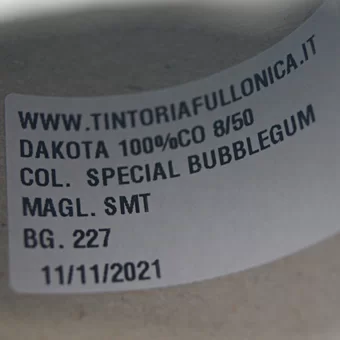 WWW.TINTORIAFULLONICA.IT
DAKOTA 100%CO 8/50
COL. SPECIAL BUBBLEGUM
MAGL. SMT
BG. 227
11/11/2021